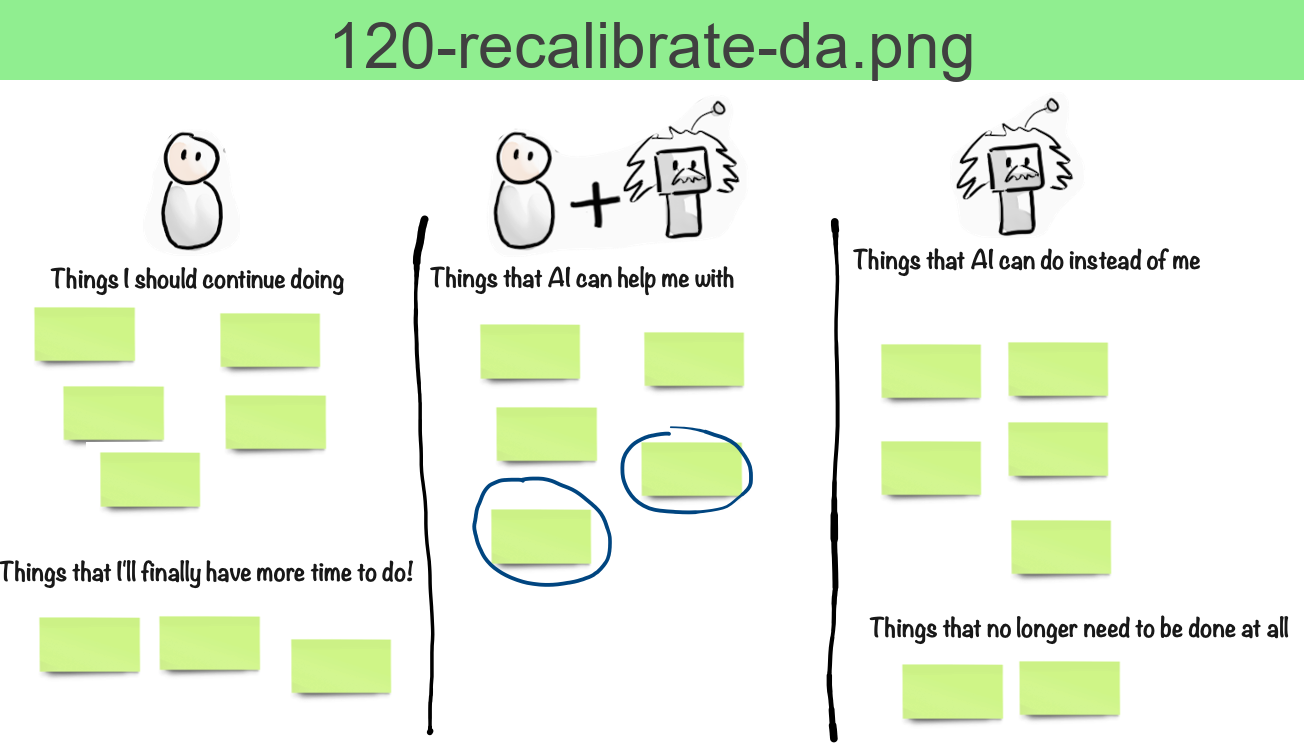 120-recalibrate-da.png
Things I should continue doing
Things that I'll finally have more time to do!
Things that AI can help me with
Things that AI can do instead of me
Things that no longer need to be done at all